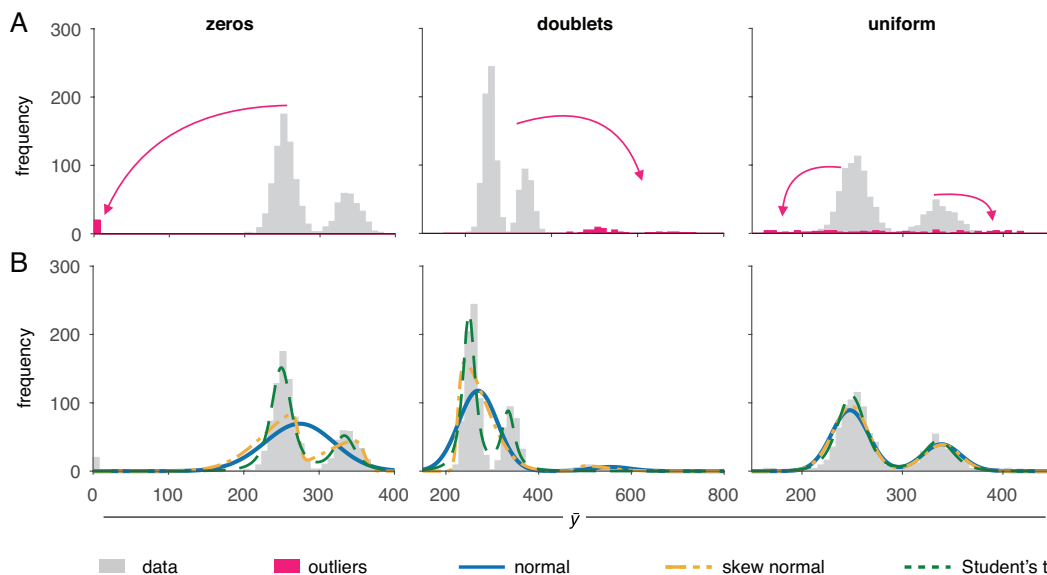 A
zeros
doublets
uniform
300
200
100
0
frequency
B
300
200
100
0
frequency
0 100 200 300 400
200 400 600 800
200 300 400
ȳ
data
outliers
normal
skew normal
Student's t